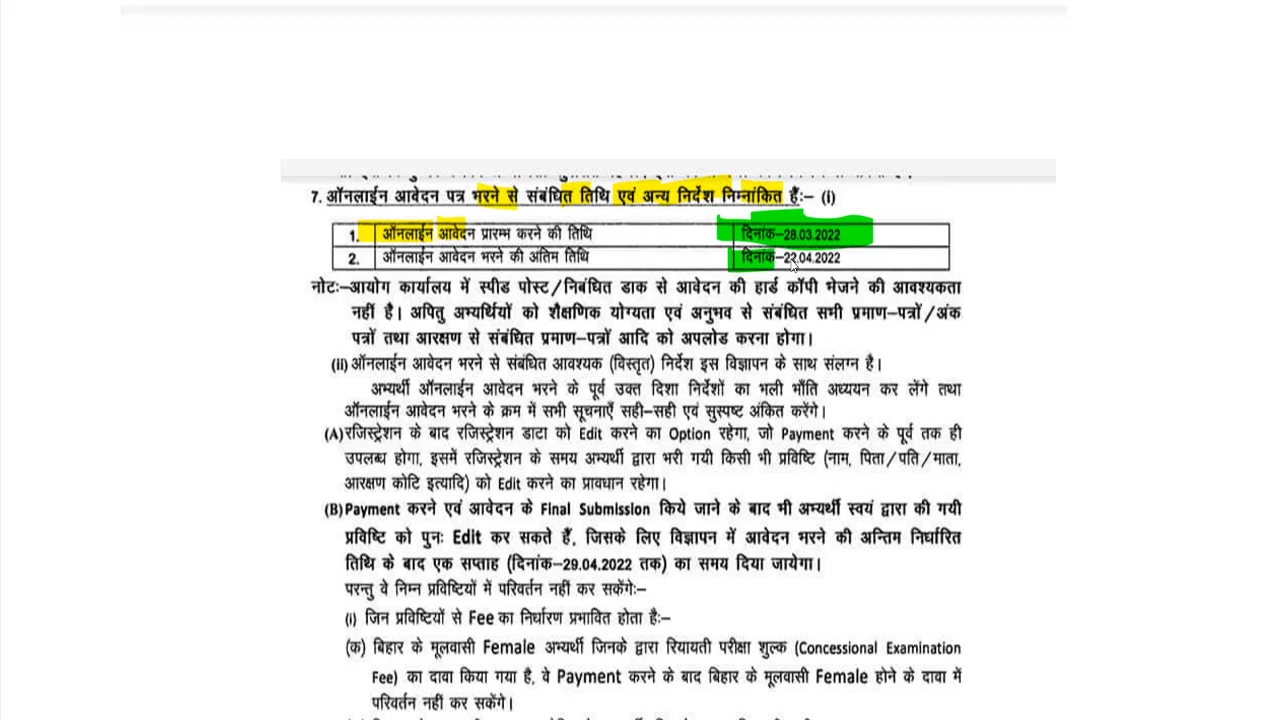 7. ऑनलाईन आवेदन पत्र भरने से संबंधित तिथि एवं अन्य निर्देश निम्नांकित हैंः– (i)
1. ऑनलाईन आवेदन प्रारम्भ करने की तिथि दिनांक–28.03.2022
2. ऑनलाईन आवेदन भरने की अंतिम तिथि दिनांक–22.04.2022
नोटः–आयोग कार्यालय में स्पीड पोस्ट/निबंधित डाक से आवेदन की हार्ड कॉपी भेजने की आवश्यकता
नहीं है। अपितु अभ्यर्थियों को शैक्षणिक योग्यता एवं अनुभव से संबंधित सभी प्रमाण–पत्रों/अंक
पत्रों तथा आरक्षण से संबंधित प्रमाण–पत्रों आदि को अपलोड करना होगा।
(ii) ऑनलाईन आवेदन भरने से संबंधित आवश्यक (विस्तृत) निर्देश इस विज्ञापन के साथ संलग्न है।
अभ्यर्थी ऑनलाईन आवेदन भरने के पूर्व उक्त दिशा निर्देशों का भली भाँति अध्ययन कर लेंगे तथा
ऑनलाईन आवेदन भरने के क्रम में सभी सूचनाएँ सही–सही एवं सुस्पष्ट अंकित करेंगे।
(A) रजिस्ट्रेशन के बाद रजिस्ट्रेशन डाटा को Edit करने का Option रहेगा, जो Payment करने के पूर्व तक ही
उपलब्ध होगा, इसमें रजिस्ट्रेशन के समय अभ्यर्थी द्वारा भरी गयी किसी भी प्रविष्टि (नाम, पिता/पति/माता,
आरक्षण कोटि इत्यादि) को Edit करने का प्रावधान रहेगा।
(B) Payment करने एवं आवेदन के Final Submission किये जाने के बाद भी अभ्यर्थी स्वयं द्वारा की गयी
प्रविष्टि को पुनः Edit कर सकते हैं, जिसके लिए विज्ञापन में आवेदन भरने की अन्तिम निर्धारित
तिथि के बाद एक सप्ताह (दिनांक–29.04.2022 तक) का समय दिया जायेगा।
परन्तु वे निम्न प्रविष्टियों में परिवर्तन नहीं कर सकेंगेः–
(i) जिन प्रविष्टियों से Fee का निर्धारण प्रभावित होता हैः–
(क) बिहार के मूलवासी Female अभ्यर्थी जिनके द्वारा रियायती परीक्षा शुल्क (Concessional Examination
Fee) का दावा किया गया है, वे Payment करने के बाद बिहार के मूलवासी Female होने के दावा में
परिवर्तन नहीं कर सकेंगे।